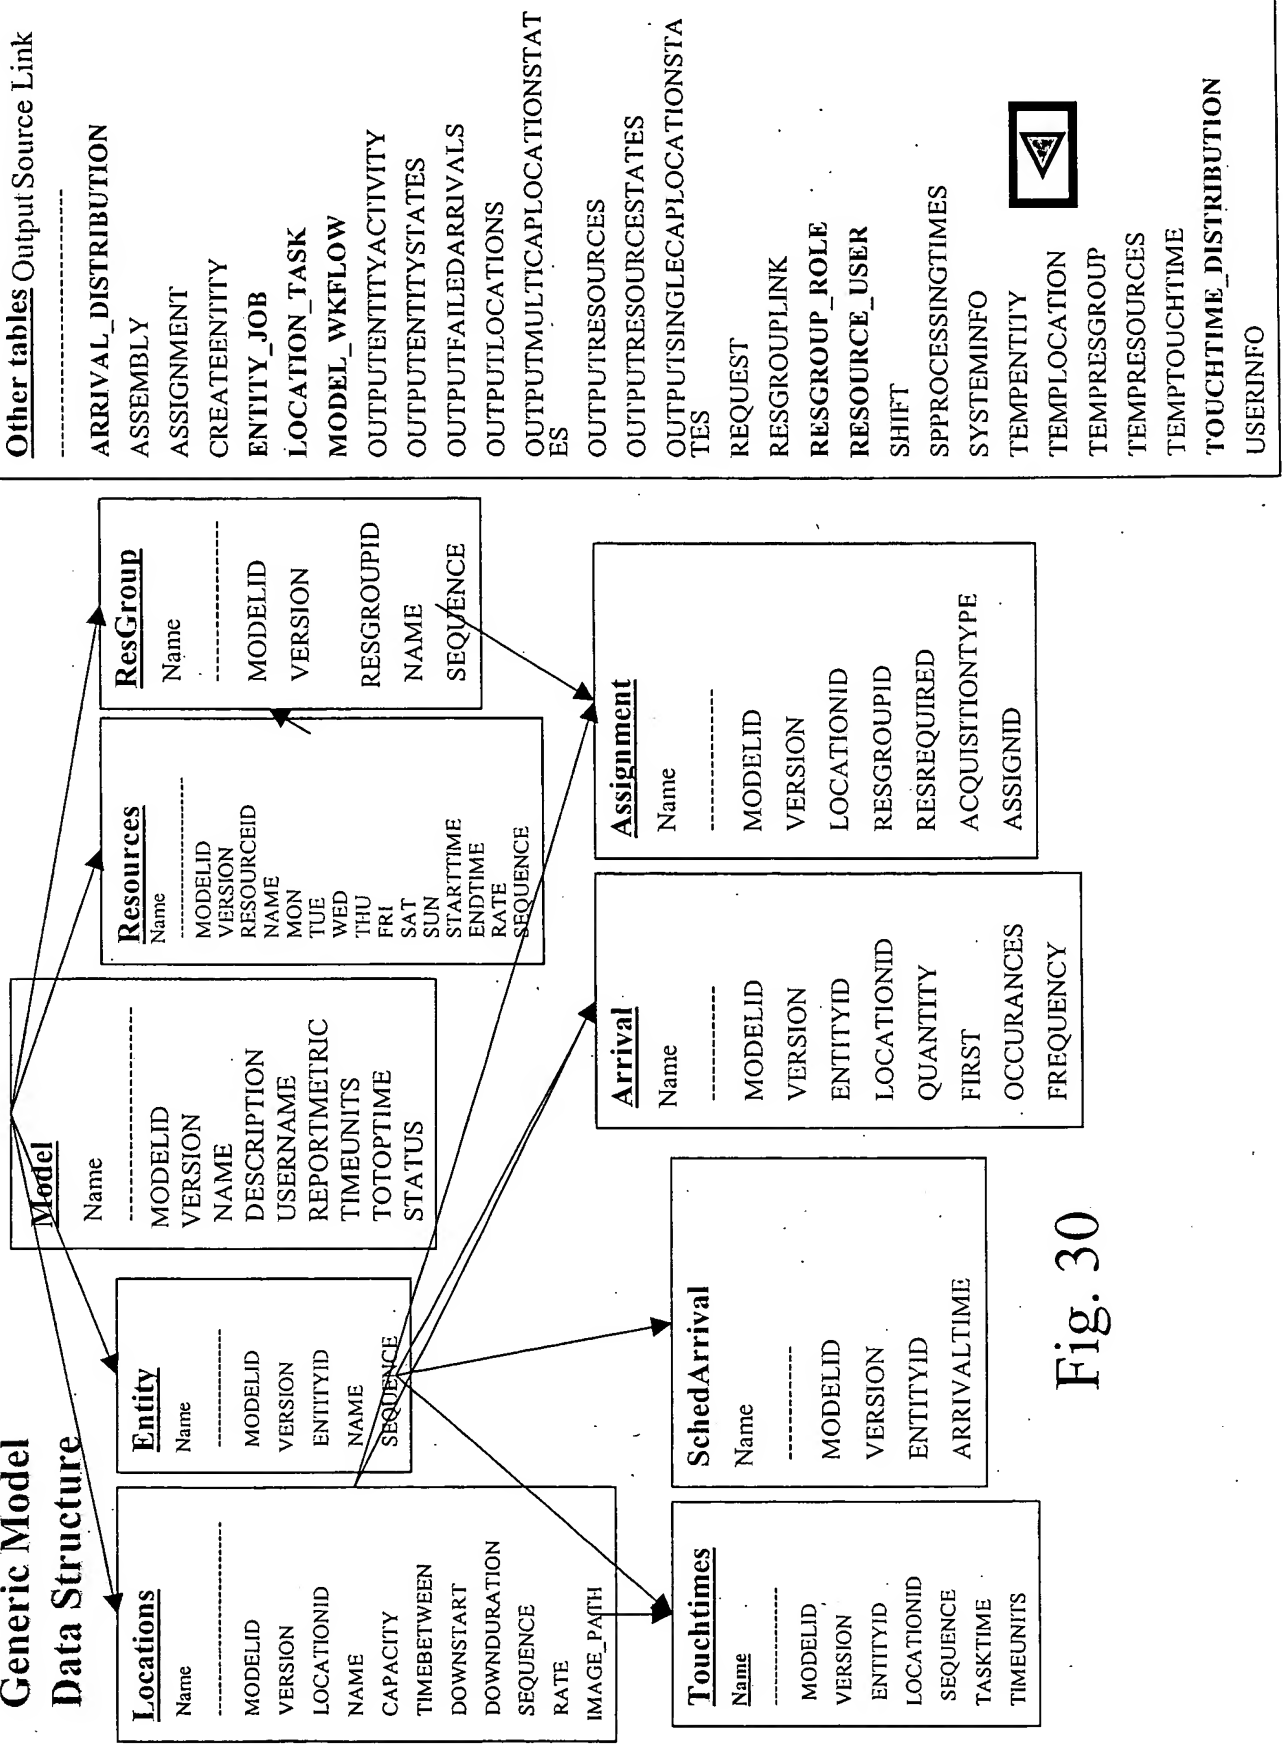 Generic Model
Data Structure
Locations
Name
MODELID
VERSION
LOCATIONID
NAME
CAPACITY
TIMEBETWEEN
DOWNSTART
DOWNDURATION
SEQUENCE
RATE
IMAGE_PATH
Entity
Name
MODELID
VERSION
ENTITYID
NAME
SEQUENCE
Model
Name
MODELID
VERSION
NAME
DESCRIPTION
USERNAME
REPORTMETRIC
TIMEUNITS
TOTOPTIME
STATUS
Resources
Name
MODELID
VERSION
RESOURCEID
NAME
MON
TUE
WED
THU
FRI
SAT
SUN
STARTTIME
ENDTIME
RATE
SEQUENCE
ResGroup
Name
MODELID
VERSION
RESGROUPID
NAME
SEQUENCE
Touchtimes
Name
MODELID
VERSION
ENTITYID
LOCATIONID
SEQUENCE
TASKTIME
TIMEUNITS
SchedArrival
Name
MODELID
VERSION
ENTITYID
ARRIVALTIME
Arrival
Name
MODELID
VERSION
ENTITYID
LOCATIONID
QUANTITY
FIRST
OCCURANCES
FREQUENCY
Assignment
Name
MODELID
VERSION
LOCATIONID
RESGROUPID
RESREQUIRED
ACQUISITIONTYPE
ASSIGNID
Other tables Output Source Link
ARRIVAL_DISTRIBUTION
ASSEMBLY
ASSIGNMENT
CREATEENTITY
ENTITY_JOB
LOCATION_TASK
MODEL_WKFLOW
OUTPUTENTITYACTIVITY
OUTPUTENTITYSTATES
OUTPUTFAILEDARRIVALS
OUTPUTLOCATIONS
OUTPUTMULTICAPLOCATIONSTAT
ES
OUTPUTRESOURCES
OUTPUTRESOURCESTATES
OUTPUTSINGLECAPLOCATIONSTA
TES
REQUEST
RESGROUPLINK
RESGROUP_ROLE
RESOURCE_USER
SHIFT
SPPROCESSINGTIMES
SYSTEMINFO
TEMPENTITY
TEMPLOCATION
TEMPRESGROUP
TEMPRESOURCES
TEMPTOUCHTIME
TOUCHTIME_DISTRIBUTION
USERINFO
Fig. 30